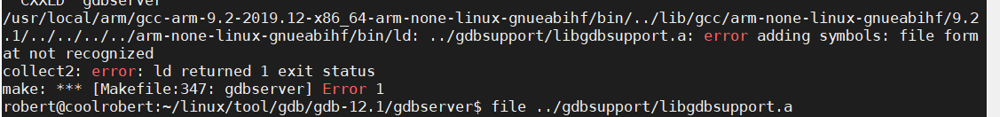 CXXLD gdbserver
/usr/local/arm/gcc-arm-9.2-2019.12-x86_64-arm-none-linux-gnueabihf/bin/../lib/gcc/arm-none-linux-gnueabihf/9.2
.1/../../../../arm-none-linux-gnueabihf/bin/ld: ../gdbsupport/libgdbsupport.a: error adding symbols: file form
at not recognized
collect2: error: ld returned 1 exit status
make: *** [Makefile:347: gdbserver] Error 1
robert@coolrobert:~/linux/tool/gdb/gdb-12.1/gdbserver$ file ../gdbsupport/libgdbsupport.a